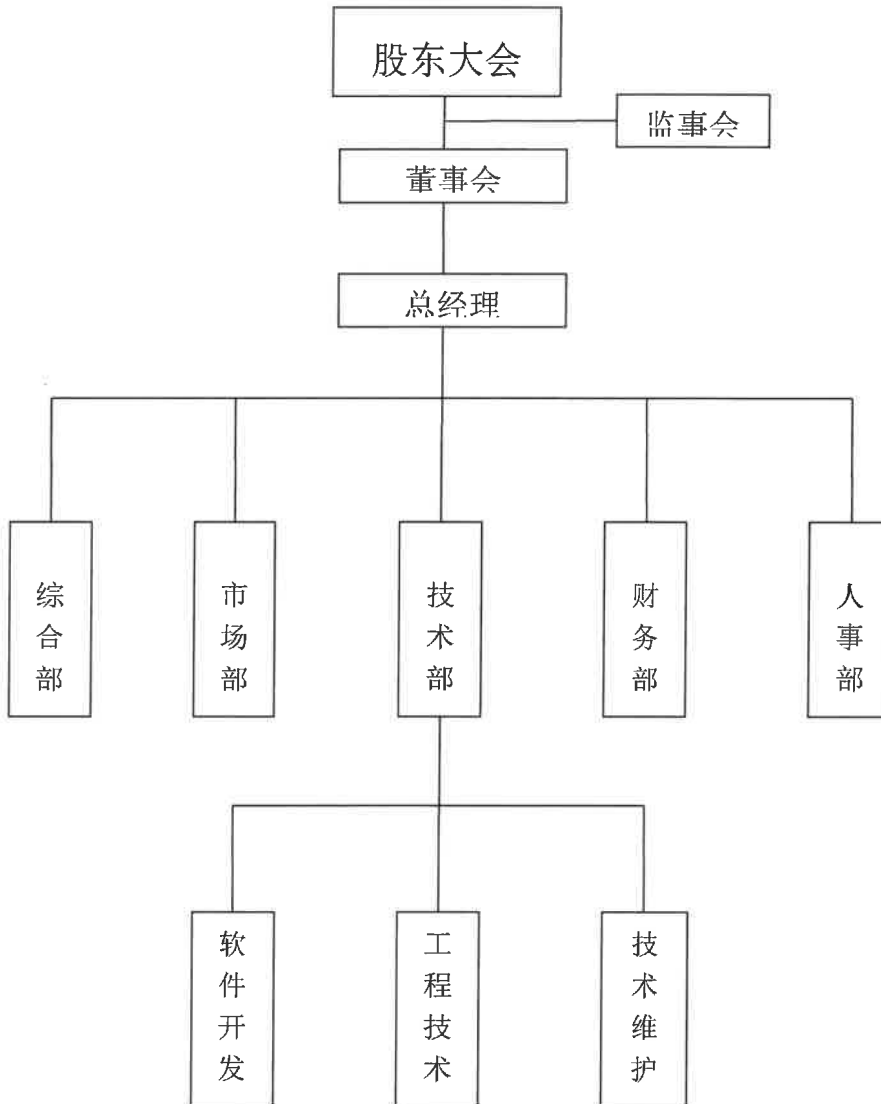 股东大会
监事会
董事会
总经理
综合部
市场部
技术部
财务部
人事部
软件开发
工程技术
技术维护